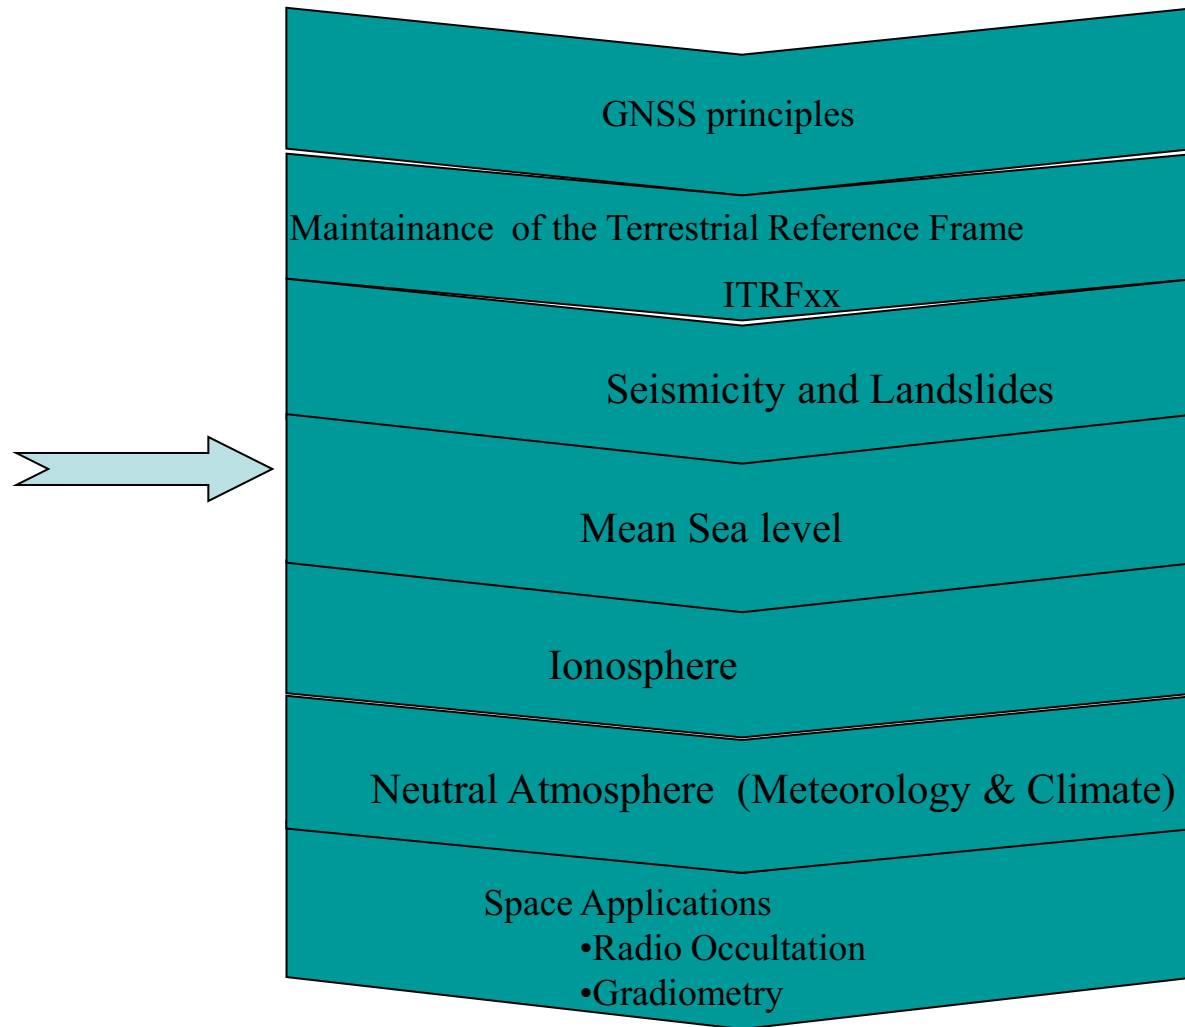 GNSS principles
Maintainance of the Terrestrial Reference Frame
ITRFxx
Seismicity and Landslides
Mean Sea level
Ionosphere
Neutral Atmosphere (Meteorology & Climate)
Space Applications
•Radio Occultation
•Gradiometry